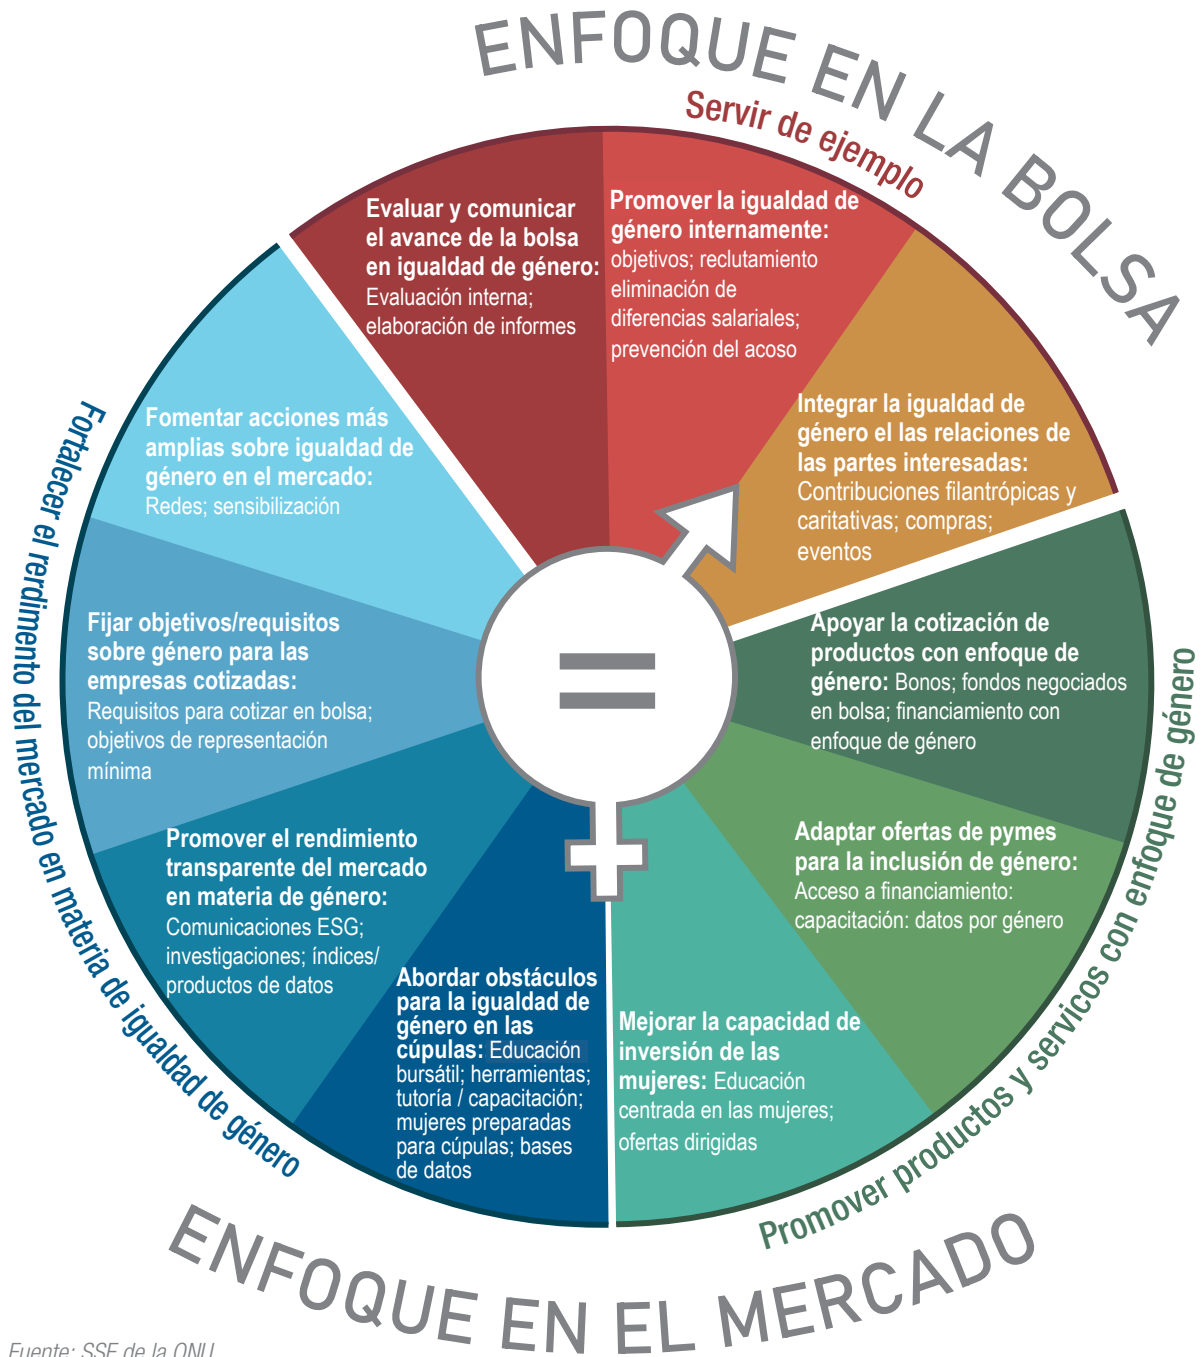 ENFOQUE EN LA BOLSA
Servir de ejemplo
Evaluar y comunicar
el avance de la bolsa
en igualdad de género:
Evaluación interna;
elaboración de informes
Promover la igualdad de
género internamente:
objetivos; reclutamiento
eliminación de
diferencias salariales;
prevención del acoso
Integrar la igualdad de
género el las relaciones de
las partes interesadas:
Contribuciones filantrópicas y
caritativas; compras;
eventos
Apoyar la cotización de
productos con enfoque de
género: Bonos; fondos negociados
en bolsa; financiamiento con
enfoque de género
Adaptar ofertas de pymes
para la inclusión de género:
Acceso a financiamiento:
capacitación: datos por género
Mejorar la capacidad de
inversión de las
mujeres: Educación
centrada en las mujeres;
ofertas dirigidas
Promover productos y servicos con enfoque de género
Abordar obstáculos
para la igualdad de
género en las
cúpulas: Educación
bursátil; herramientas;
tutoría / capacitación;
mujeres preparadas
para cúpulas; bases
de datos
Promover el rendimiento
transparente del mercado
en materia de género:
Comunicaciones ESG;
investigaciones; índices/
productos de datos
Fijar objetivos/requisitos
sobre género para las
empresas cotizadas:
Requisitos para cotizar en bolsa;
objetivos de representación
mínima
Fomentar acciones más
amplias sobre igualdad de
género en el mercado:
Redes; sensibilización
Fortalecer el rerdimento del mercado en materia de igualdad de género
ENFOQUE EN EL MERCADO
Fuente: SSE de la ONU